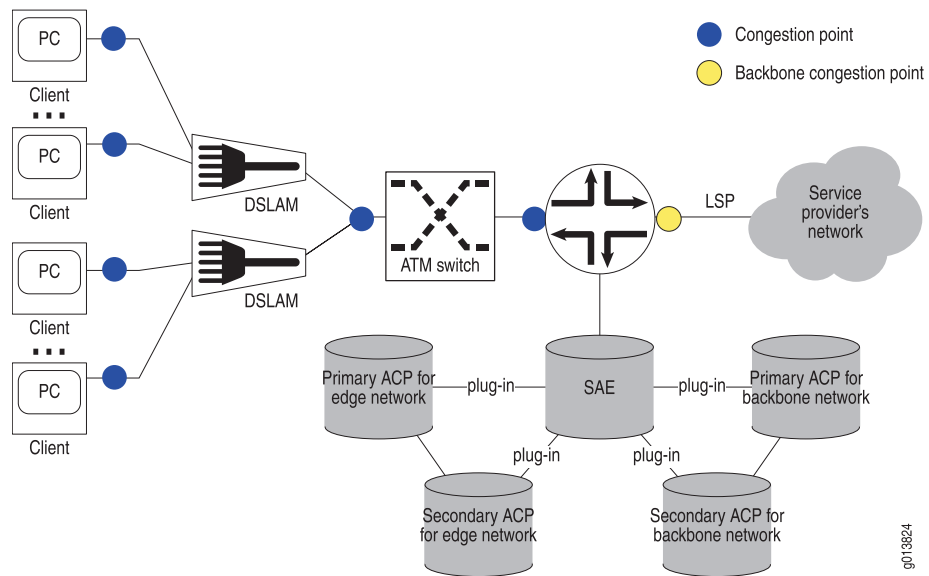 PC
Client
...
PC
Client
PC
Client
...
PC
Client
DSLAM
DSLAM
ATM switch
Congestion point
Backbone congestion point
LSP
Service
provider's
network
Primary ACP for
edge network
plug-in
SAE
plug-in
Primary ACP for
backbone network
plug-in
plug-in
Secondary ACP
for edge network
Secondary ACP for
backbone network
g013824